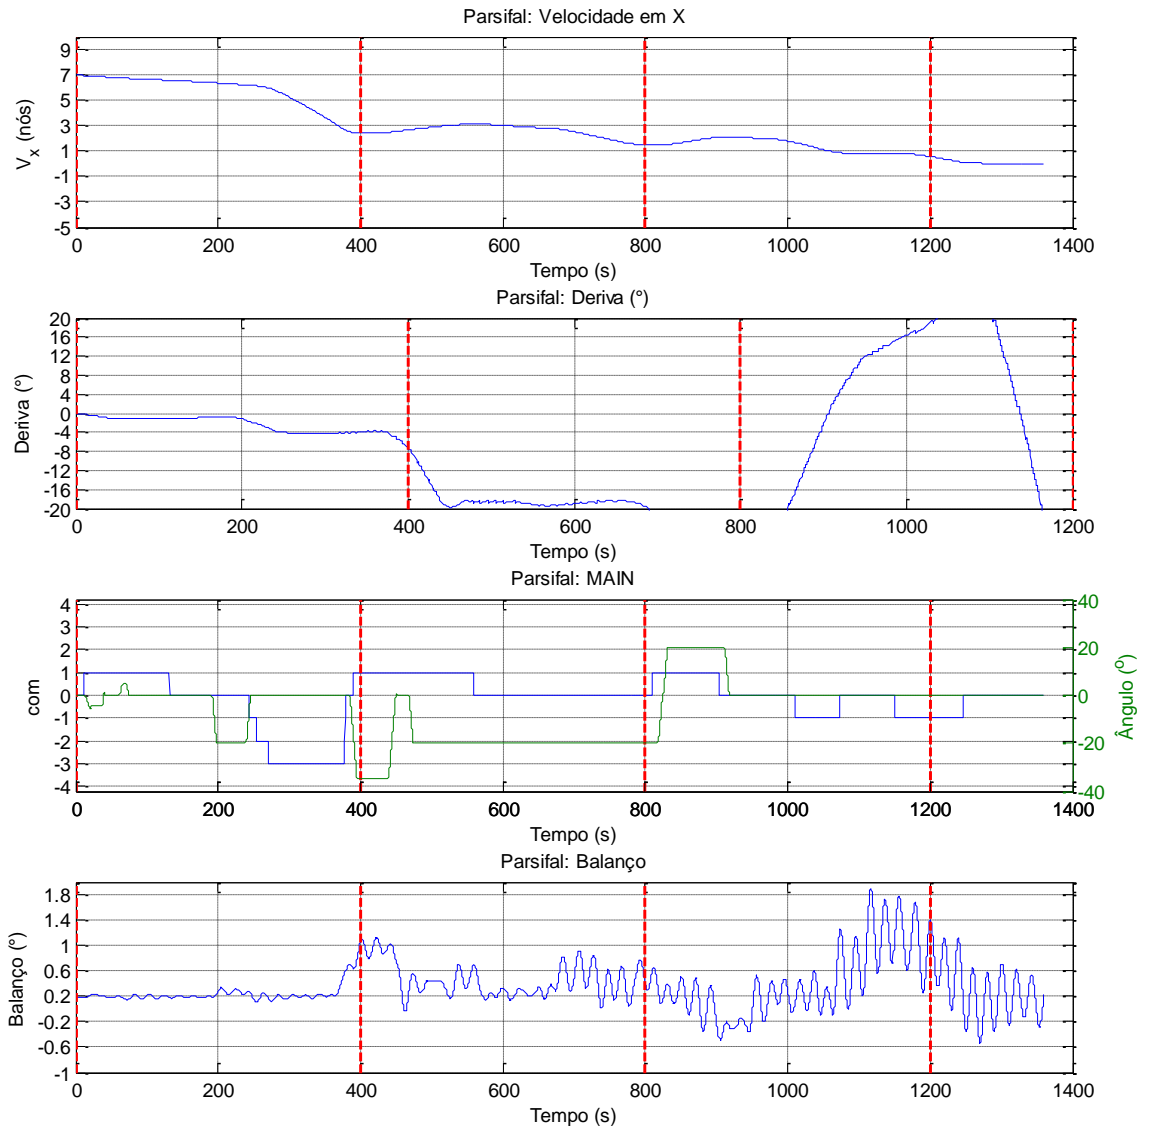 Parsifal: Velocidade em X
9
7
5
3
1
-1
-3
-5
V_x (nós)
0 200 400 600 800 1000 1200 1400
Tempo (s)
Parsifal: Deriva (°)
20
16
12
8
4
0
-4
-8
-12
-16
-20
Deriva (°)
0 200 400 600 800 1000 1200
Tempo (s)
Parsifal: MAIN
4
3
2
1
0
-1
-2
-3
-4
com
40
20
0
-20
-40
Ângulo (º)
0 200 400 600 800 1000 1200 1400
Tempo (s)
Parsifal: Balanço
1.8
1.4
1
0.6
0.2
-0.2
-0.6
-1
Balanço (°)
0 200 400 600 800 1000 1200 1400
Tempo (s)